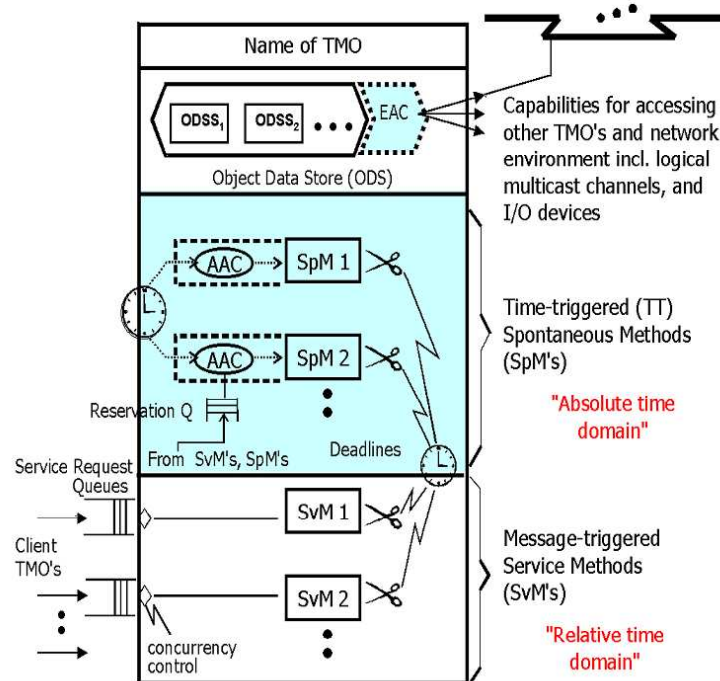 Name of TMO
ODSS1
ODSS2
EAC
Object Data Store (ODS)
Capabilities for accessing
other TMO's and network
environment incl. logical
multicast channels, and
I/O devices
AAC
SpM 1
AAC
SpM 2
Reservation Q
From SvM's, SpM's
Deadlines
Time-triggered (TT)
Spontaneous Methods
(SpM's)
"Absolute time
domain"
Service Request
Queues
Client
TMO's
SvM 1
SvM 2
concurrency
control
Message-triggered
Service Methods
(SvM's)
"Relative time
domain"